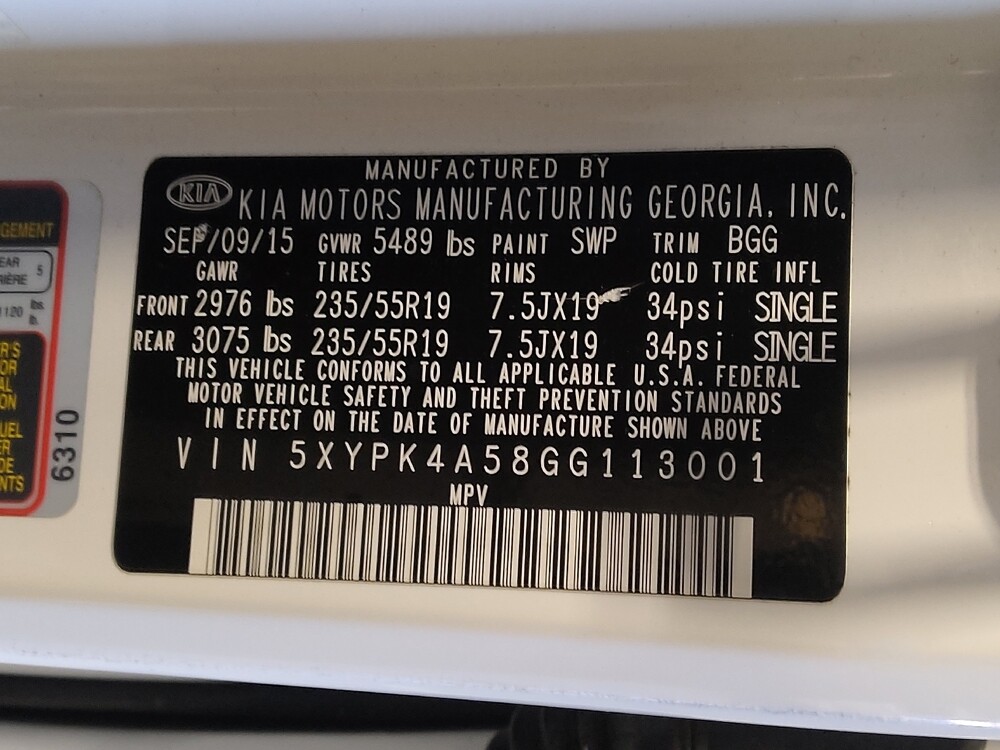 MANUFACTURED BY
KIA KIA MOTORS MANUFACTURING GEORGIA, INC.
SEP/09/15 GVWR 5489 lbs PAINT SWP TRIM BGG
GAWR TIRES RIMS COLD TIRE INFL
FRONT 2976 lbs 235/55R19 7.5JX19 34psi SINGLE
REAR 3075 lbs 235/55R19 7.5JX19 34psi SINGLE
THIS VEHICLE CONFORMS TO ALL APPLICABLE U.S.A. FEDERAL
MOTOR VEHICLE SAFETY AND THEFT PREVENTION STANDARDS
IN EFFECT ON THE DATE OF MANUFACTURE SHOWN ABOVE
VIN 5XYPK4A58GG113001
MPV
5
lbs.
6310